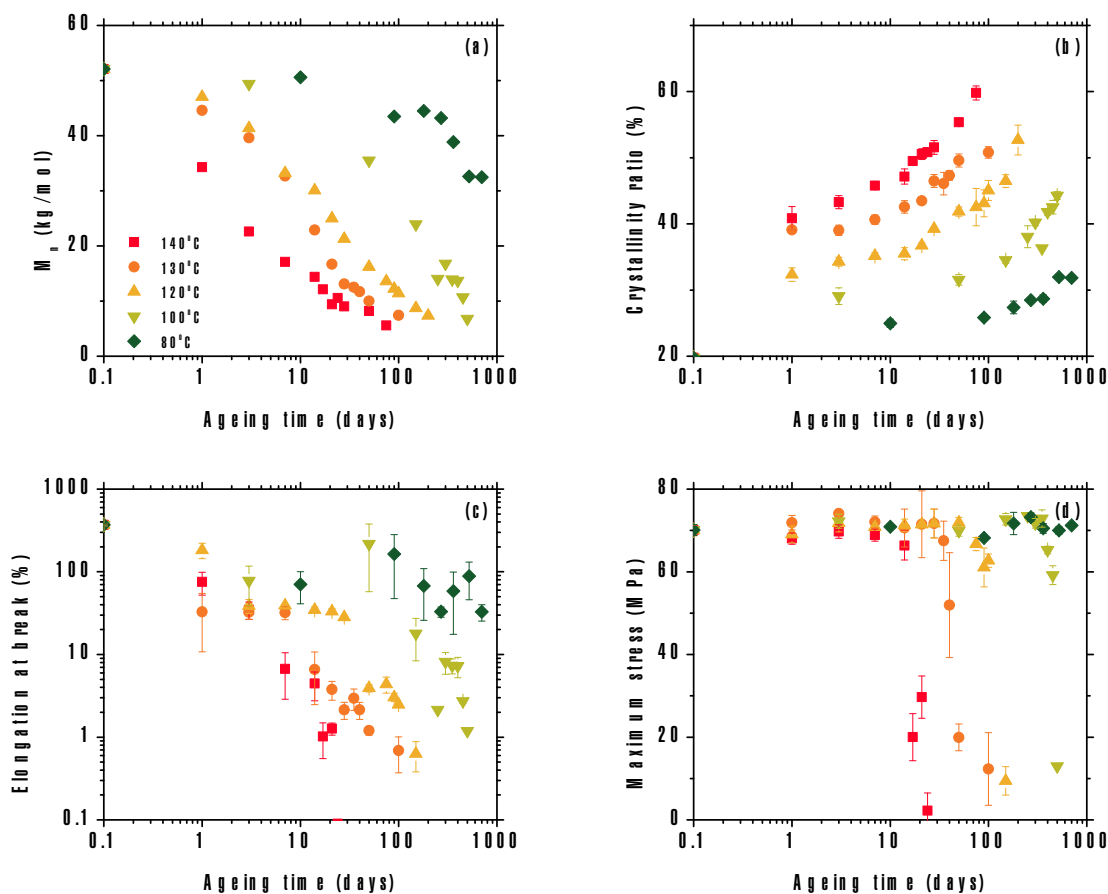 60
40
20
0
0.1 1 10 100 1000
Mn (kg/mol)
Ageing time (days)
(a)
140°C
130°C
120°C
100°C
80°C
60
40
20
0.1 1 10 100 1000
Crystallinity ratio (%)
Ageing time (days)
(b)
1000
100
10
1
0.1
0.1 1 10 100 1000
Elongation at break (%)
Ageing time (days)
(c)
80
60
40
20
0
0.1 1 10 100 1000
Maximum stress (MPa)
Ageing time (days)
(d)